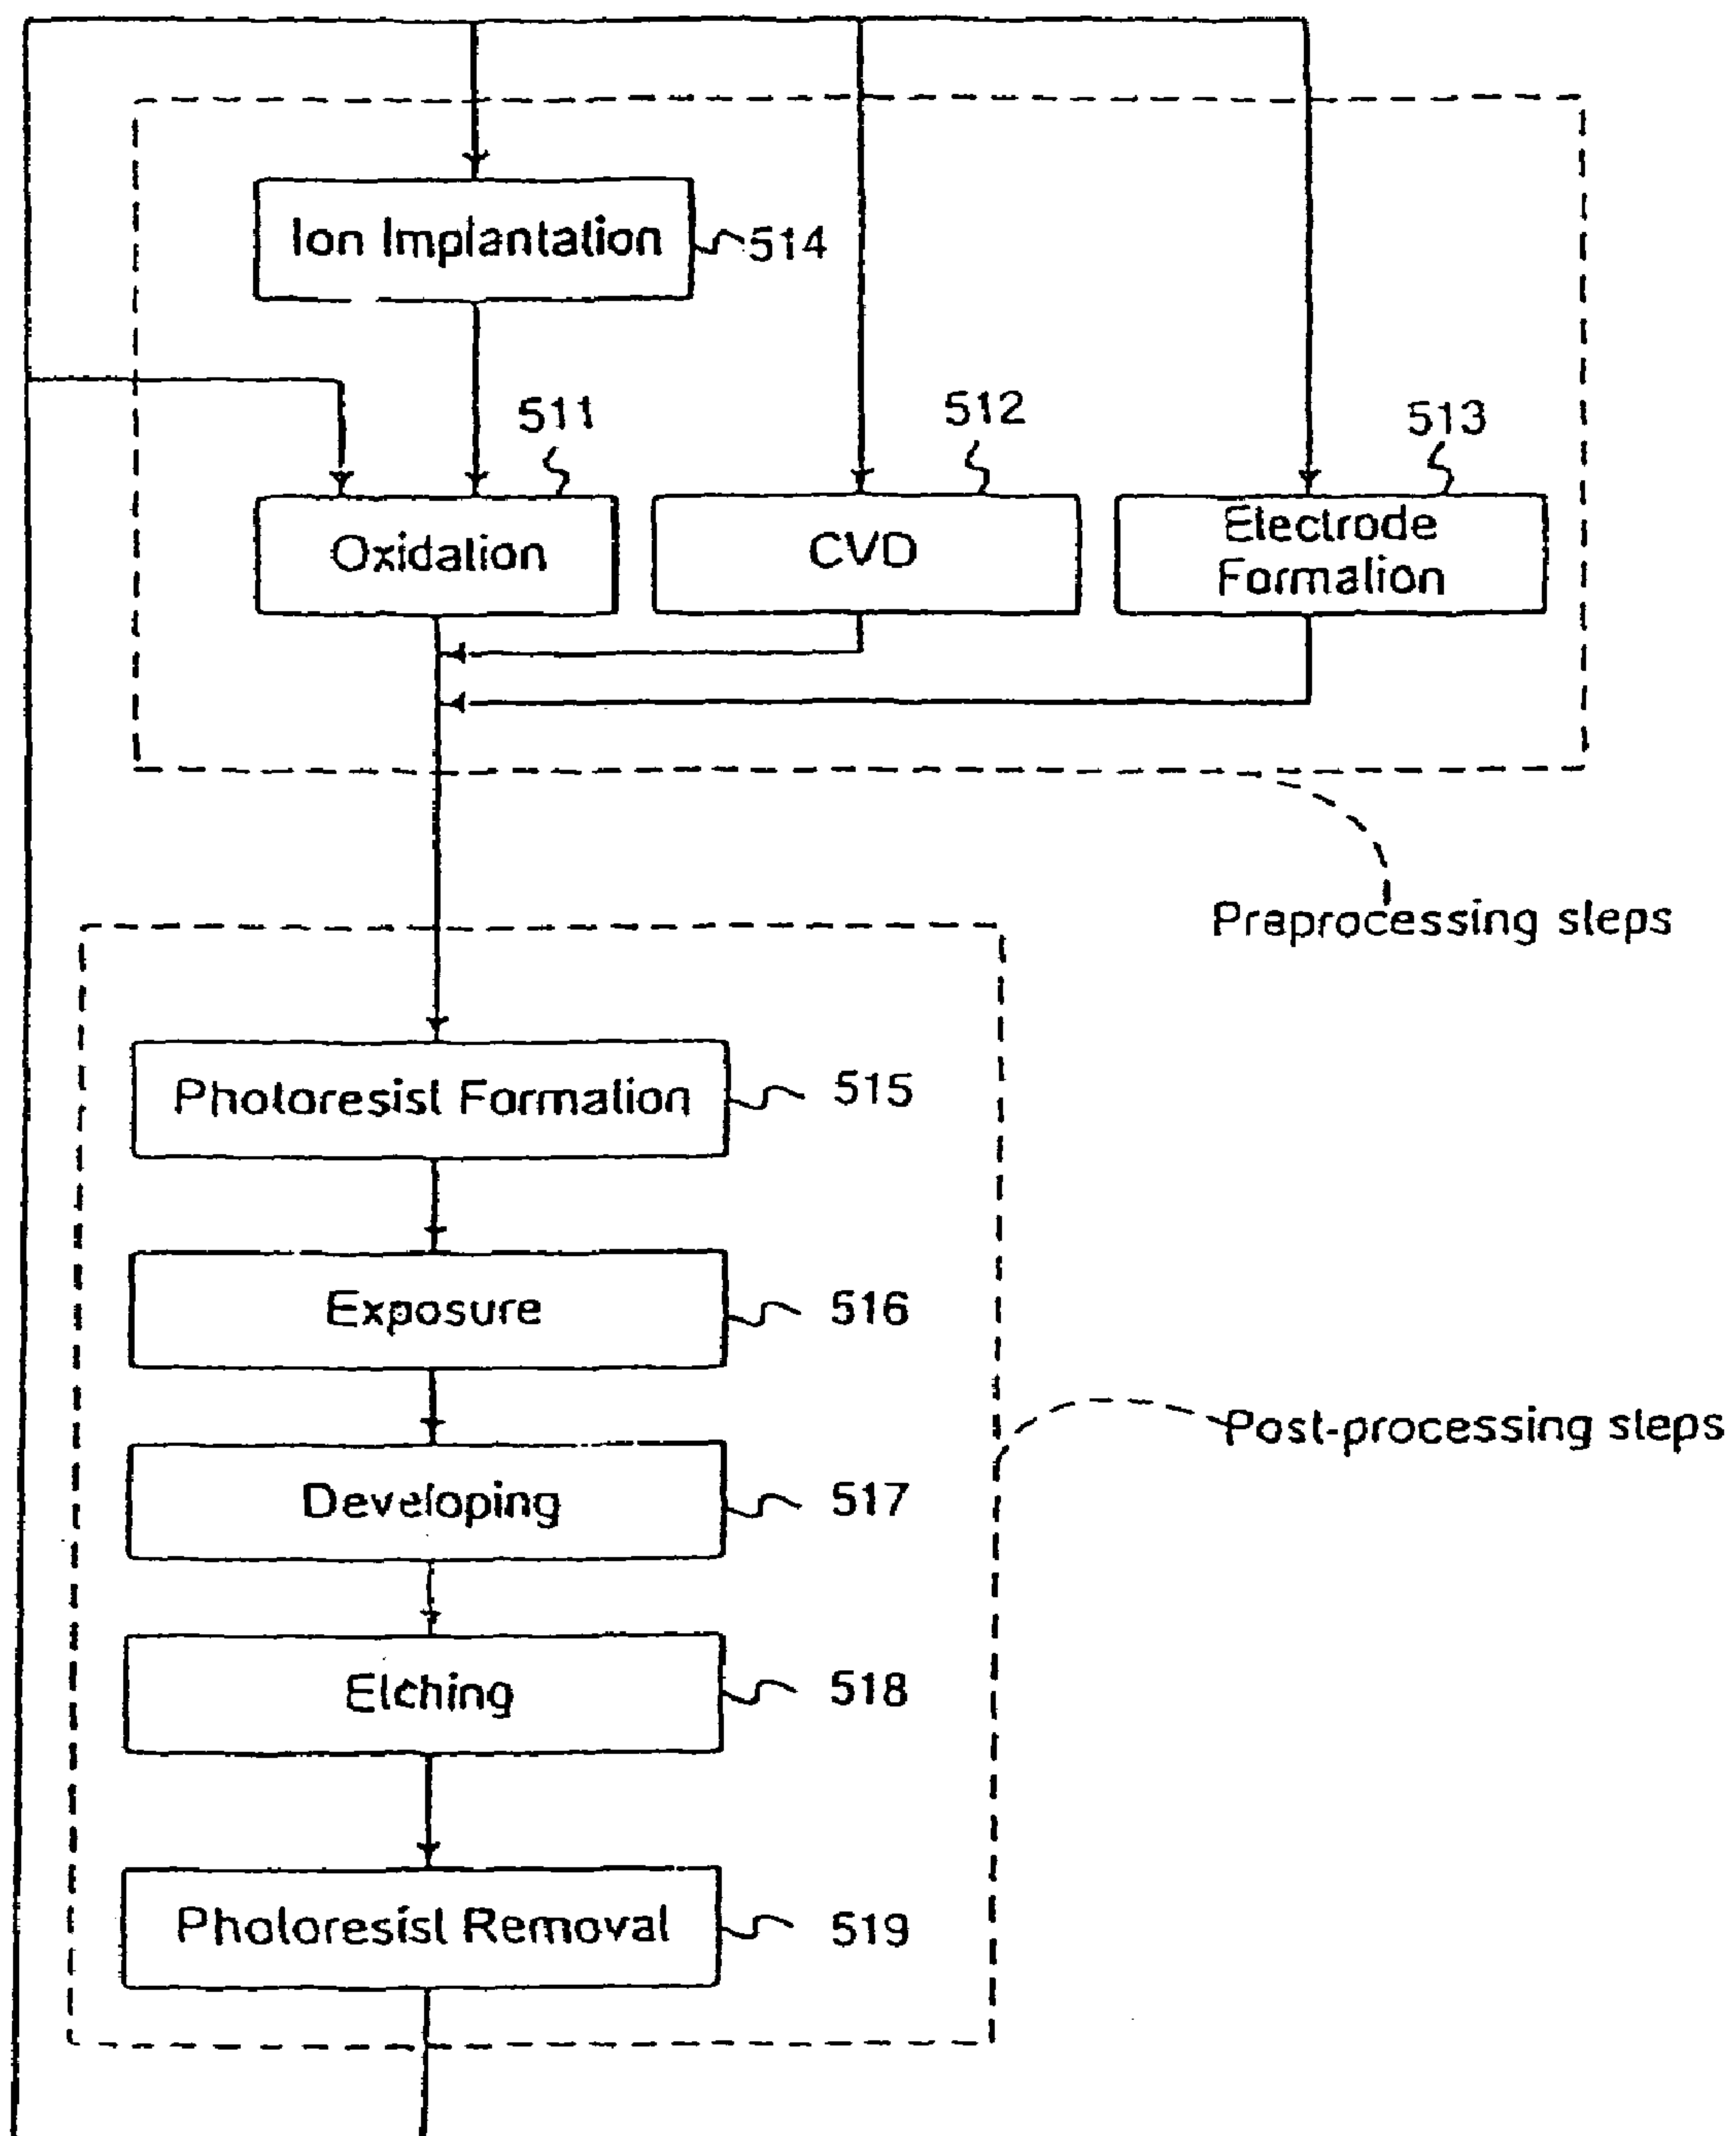 Ion Implantation
514
511
512
513
Oxidation
CVD
Electrode
Formation
Preprocessing steps
Photoresist Formation
515
Exposure
516
Post-processing steps
Developing
517
Etching
518
Photoresist Removal
519